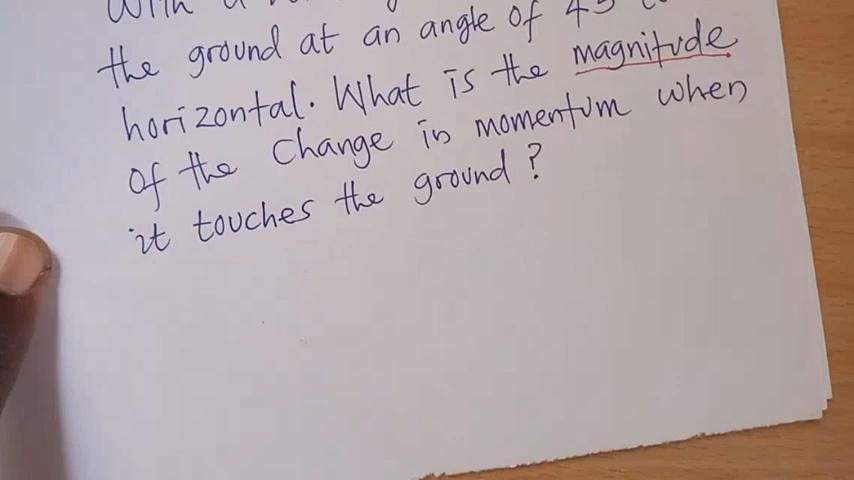 With a
the ground at an angle of 45
horizontal. What is the magnitude
of the change in momentum when
it touches the ground?